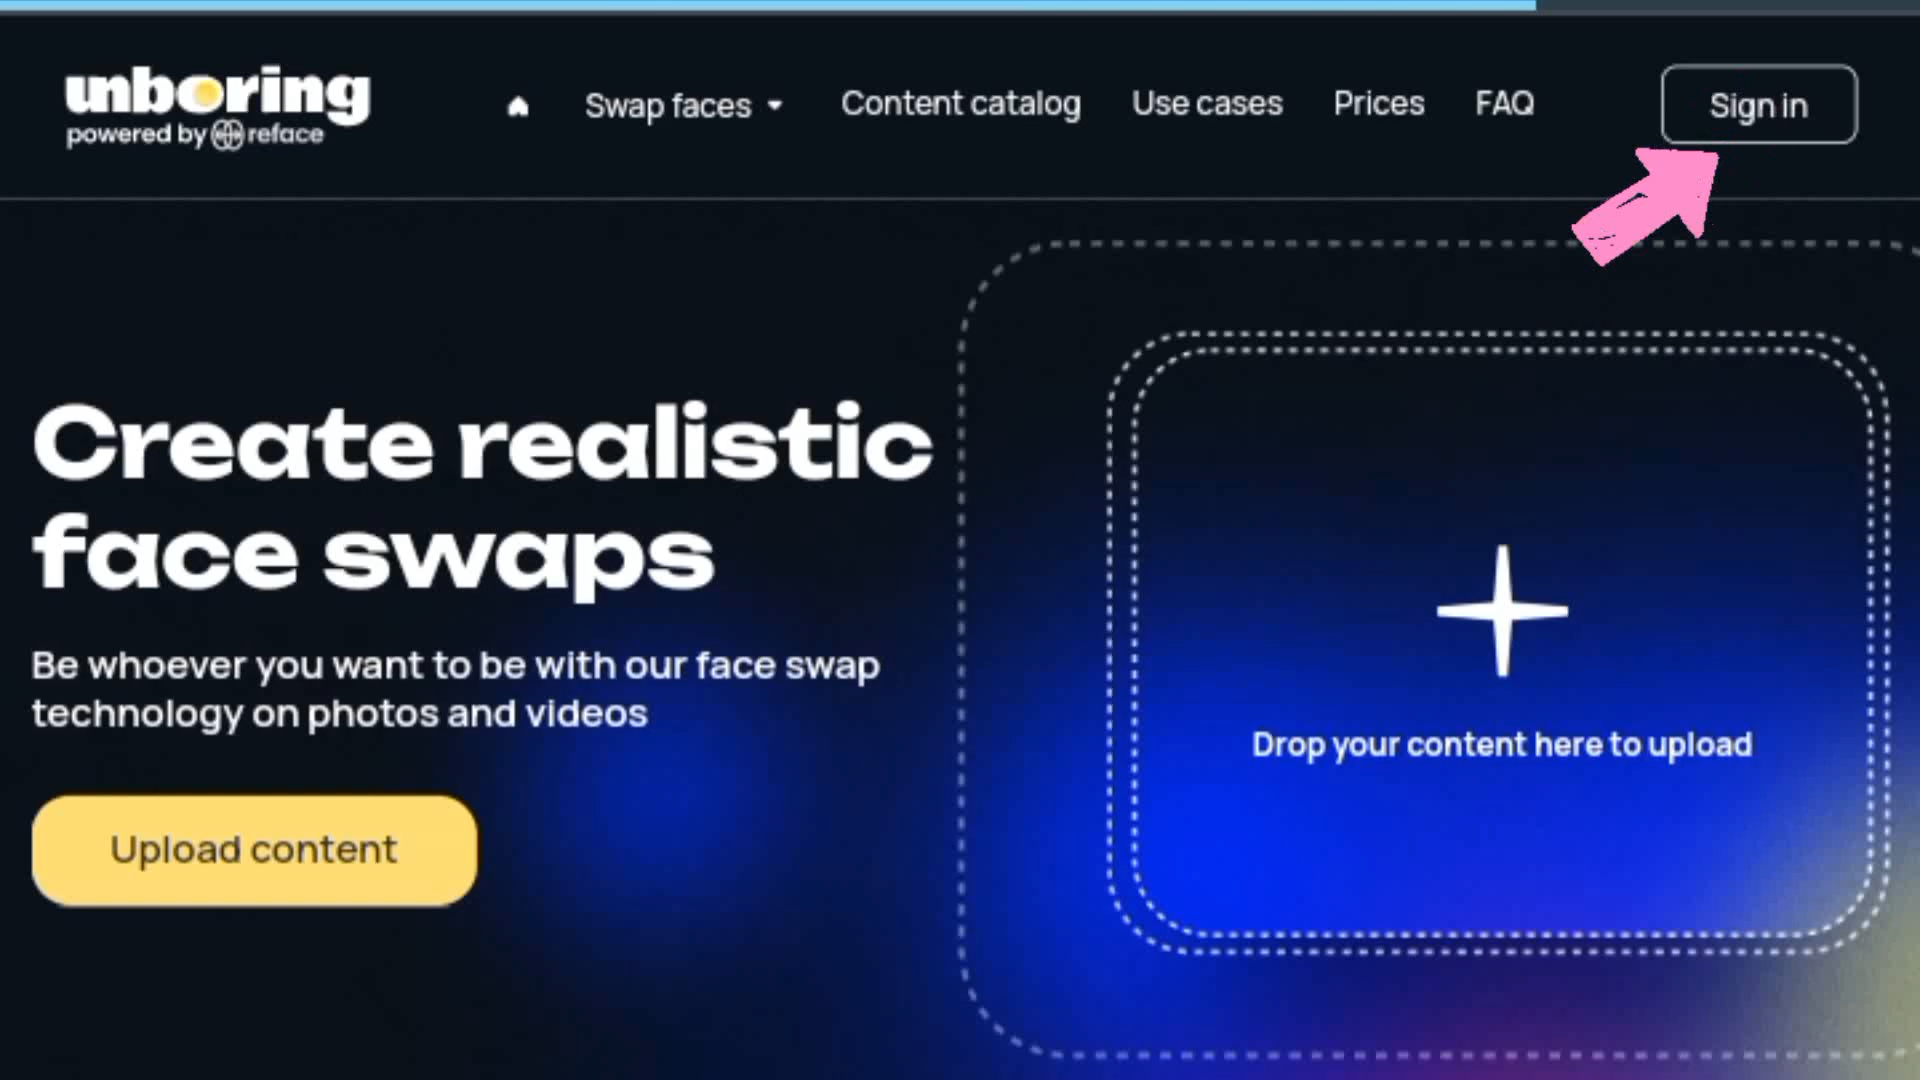 unboring
powered by reface
Swap faces
Content catalog
Use cases
Prices
FAQ
Sign in
Create realistic
face swaps
Be whoever you want to be with our face swap
technology on photos and videos
Upload content
Drop your content here to upload